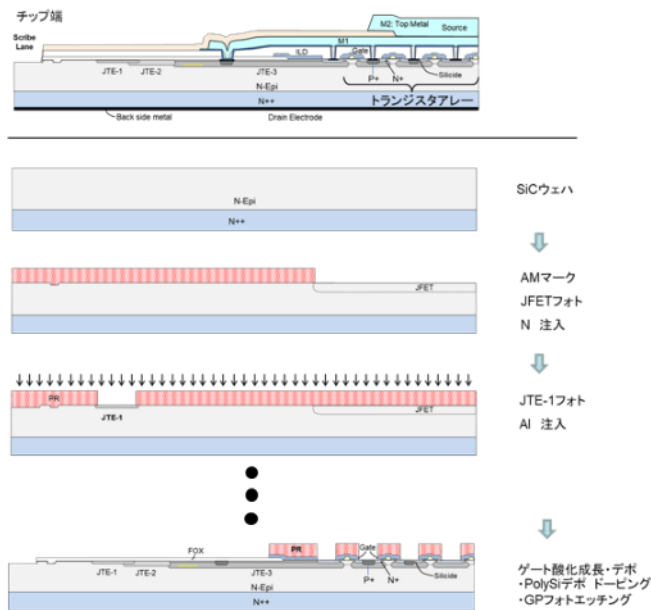 チップ端
M2: Top Metal
Source
Scribe
Lane
M1
ILD
Gate
JTE-1
JTE-2
JTE-3
P+
N+
Silicide
N-Epi
トランジスタアレー
N++
Back side metal
Drain Electrode
N-Epi
N++
SiCウェハ
JFET
AMマーク
JFETフォト
N 注入
PR
JTE-1
JFET
JTE-1フォト
Al 注入
FOX
PR
Gate
JTE-1
JTE-2
JTE-3
P+
N+
Silicide
N-Epi
N++
ゲート酸化成長・デポ
・PolySiデポ ドーピング
・GPフォトエッチング